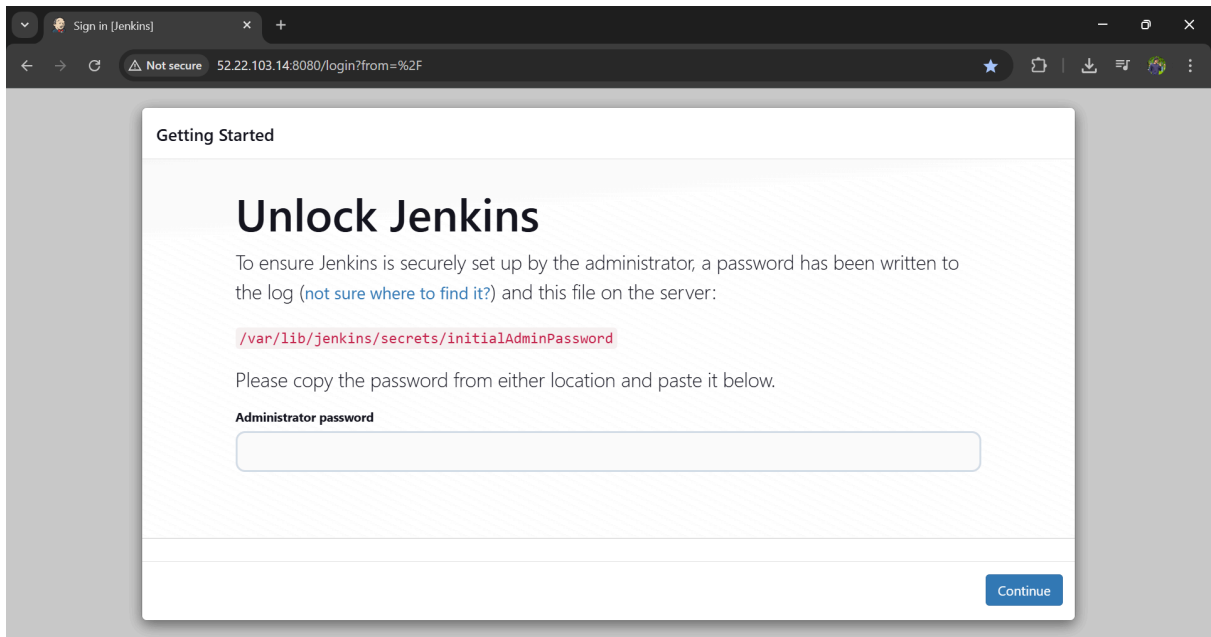 Sign in [Jenkins]
Not secure 52.22.103.14:8080/login?from=%2F
Getting Started
Unlock Jenkins
To ensure Jenkins is securely set up by the administrator, a password has been written to
the log (not sure where to find it?) and this file on the server:
/var/lib/jenkins/secrets/initialAdminPassword
Please copy the password from either location and paste it below.
Administrator password
Continue